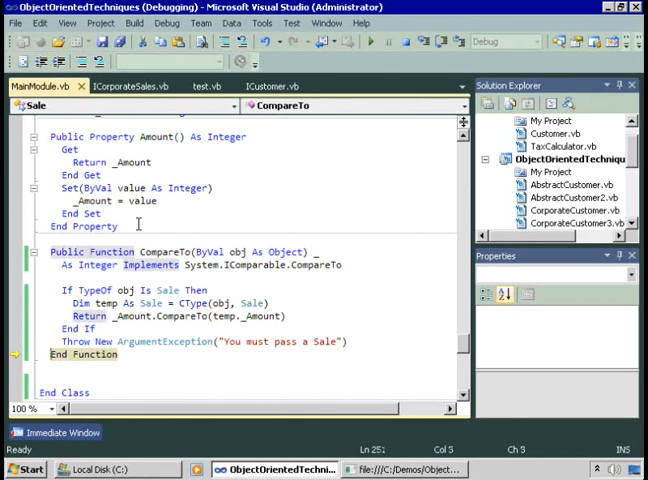 ObjectOrientedTechniques (Debugging) - Microsoft Visual Studio (Administrator)
File Edit View Project Build Debug Team Data Tools Test Window Help
Debug
MainModule.vb ICorporateSales.vb test.vb ICustomer.vb
Sale CompareTo
Public Property Amount() As Integer
Get
Return _Amount
End Get
Set(ByVal value As Integer)
_Amount = value
End Set
End Property
Public Function CompareTo(ByVal obj As Object) _
As Integer Implements System.IComparable.CompareTo
If TypeOf obj Is Sale Then
Dim temp As Sale = CType(obj, Sale)
Return _Amount.CompareTo(temp._Amount)
End If
Throw New ArgumentException("You must pass a Sale")
End Function
End Class
100 %
Solution Explorer
My Project
Customer.vb
TaxCalculator.vb
ObjectOrientedTechniqu
My Project
AbstractCustomer.vb
AbstractCustomer2.vb
CorporateCustomer.vb
CorporateCustomer3.vb
Properties
Immediate Window
Ready Ln 251 Col 3 Ch 3 INS
Start Local Disk (C:) ObjectOrientedTechni... file:///C:/Demos/Object...